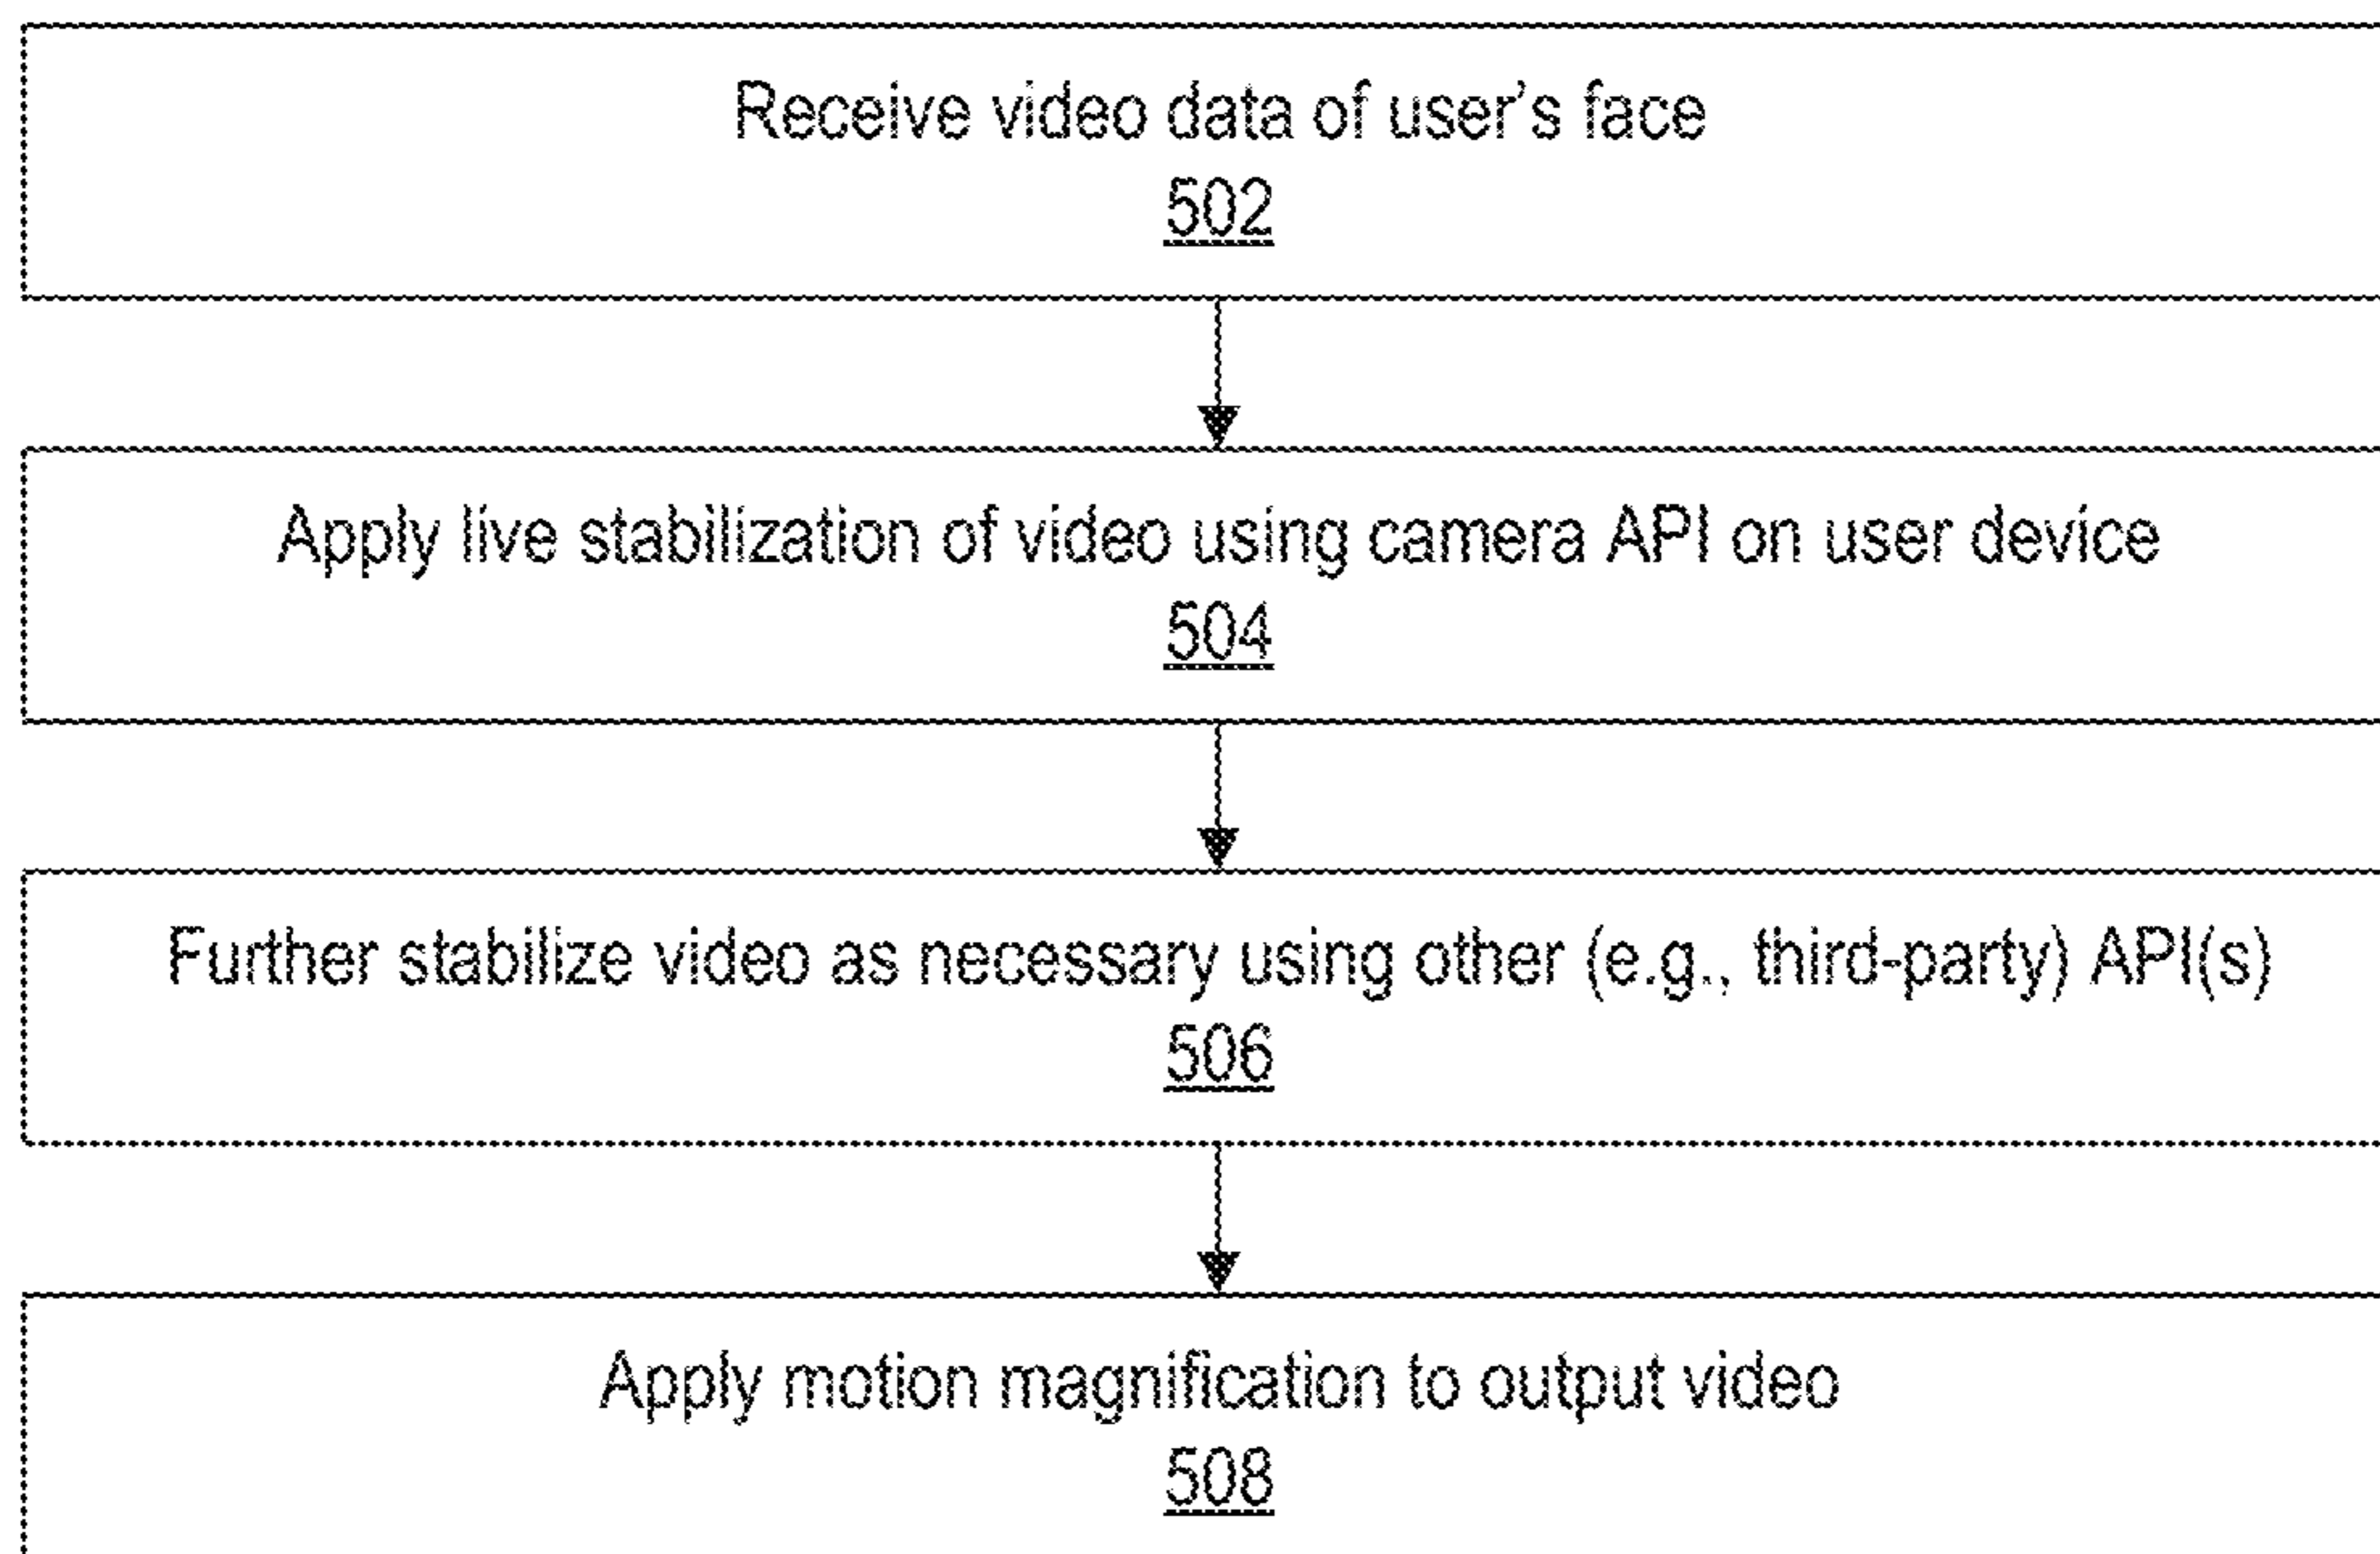 Receive video data of user's face
502
Apply live stabilization of video using camera API on user device
504
Further stabilize video as necessary using other (e.g., third-party) API(s)
506
Apply motion magnification to output video
508